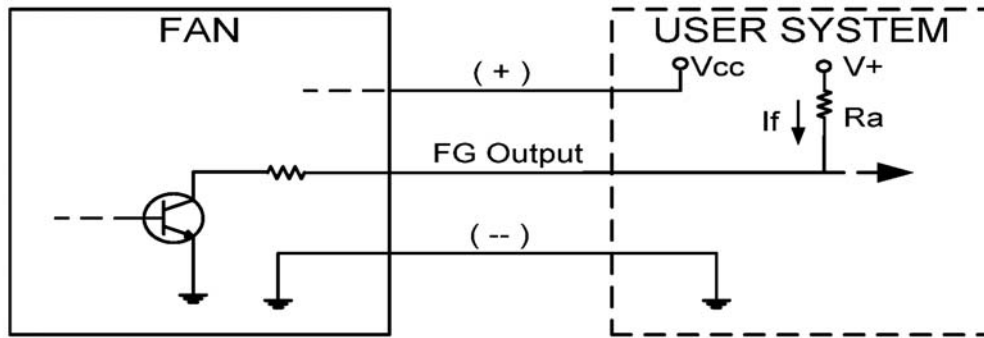 FAN
USER SYSTEM
( + )
Vcc
V+
If
Ra
FG Output
( -- )